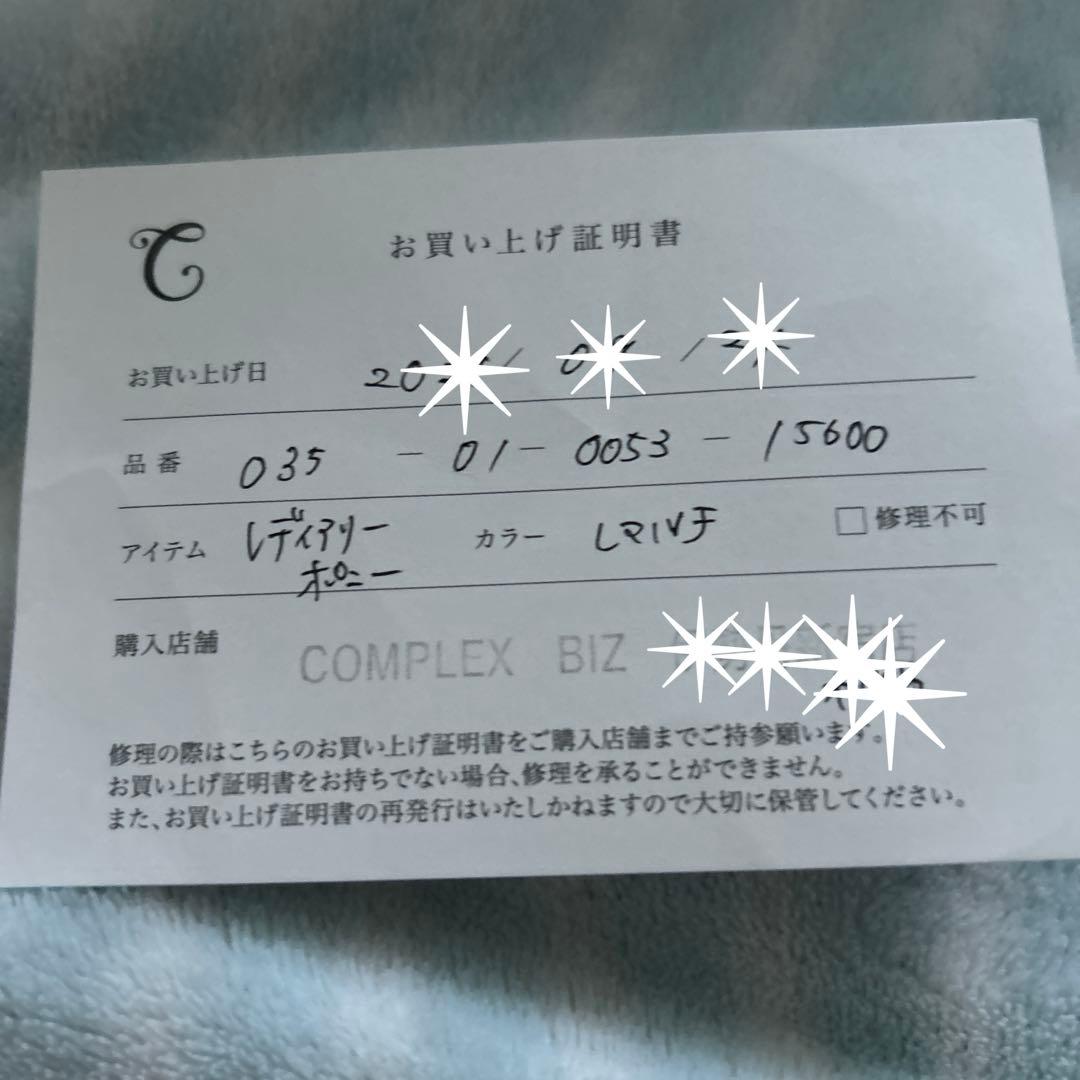 お買い上げ証明書
お買い上げ日 20 / 0 /
品番 035 - 01 - 0053 - 15600
アイテム レディアリー カラー Lマルチ □修理不可
ポニー
購入店舗 COMPLEX BIZ
修理の際はこちらのお買い上げ証明書をご購入店舗までご持参願います。
お買い上げ証明書をお持ちでない場合、修理を承ることができません。
また、お買い上げ証明書の再発行はいたしかねますので大切に保管してください。